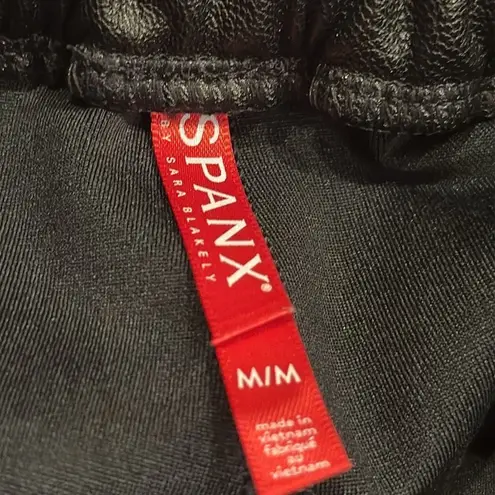 SPANX®
BY SARA BLAKELY
M/M
made in
vietnam
fabriqué
au
vietnam